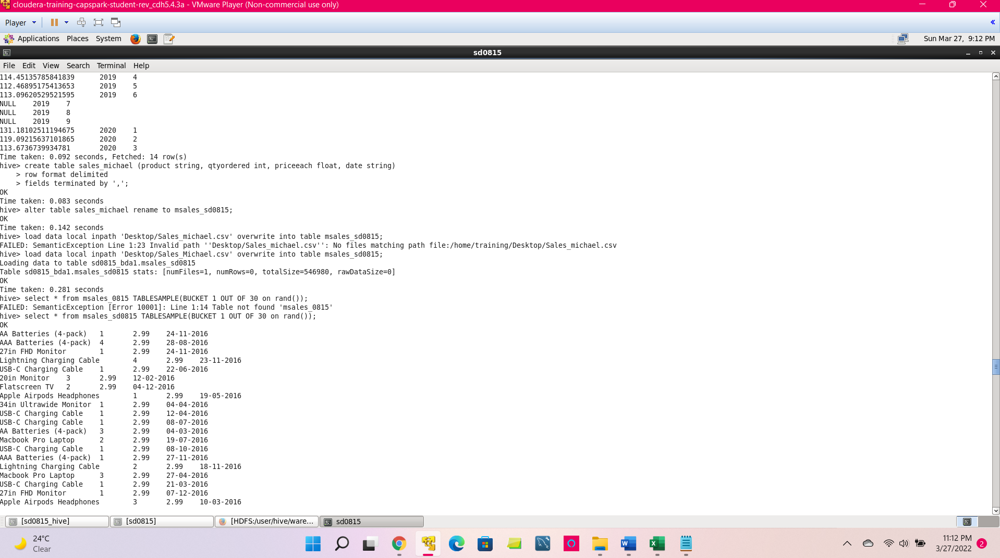 cloudera-training-capspark-student-rev_cdh5.4.3a - VMware Player (Non-commercial use only)
Player
Applications Places System
Sun Mar 27, 9:12 PM
sd0815
File Edit View Search Terminal Help
114.45135785841839 2019 4
112.46895175413653 2019 5
113.09620529521595 2019 6
NULL 2019 7
NULL 2019 8
NULL 2019 9
131.18102511194675 2020 1
119.09215637101865 2020 2
113.6736739934781 2020 3
Time taken: 0.092 seconds, Fetched: 14 row(s)
hive> create table sales_michael (product string, qtyordered int, priceeach float, date string)
    > row format delimited
    > fields terminated by ',';
OK
Time taken: 0.083 seconds
hive> alter table sales_michael rename to msales_sd0815;
OK
Time taken: 0.142 seconds
hive> load data local inpath 'Desktop/Sales_michael.csv' overwrite into table msales_sd0815;
FAILED: SemanticException Line 1:23 Invalid path ''Desktop/Sales_michael.csv'': No files matching path file:/home/training/Desktop/Sales_michael.csv
hive> load data local inpath 'Desktop/Sales_Michael.csv' overwrite into table msales_sd0815;
Loading data to table sd0815_bda1.msales_sd0815
Table sd0815_bda1.msales_sd0815 stats: [numFiles=1, numRows=0, totalSize=546980, rawDataSize=0]
OK
Time taken: 0.281 seconds
hive> select * from msales_0815 TABLESAMPLE(BUCKET 1 OUT OF 30 on rand());
FAILED: SemanticException [Error 10001]: Line 1:14 Table not found 'msales_0815'
hive> select * from msales_sd0815 TABLESAMPLE(BUCKET 1 OUT OF 30 on rand());
OK
AA Batteries (4-pack) 1 2.99 24-11-2016
AAA Batteries (4-pack) 4 2.99 28-08-2016
27in FHD Monitor 1 2.99 24-11-2016
Lightning Charging Cable 4 2.99 23-11-2016
USB-C Charging Cable 1 2.99 22-06-2016
20in Monitor 3 2.99 12-02-2016
Flatscreen TV 2 2.99 04-12-2016
Apple Airpods Headphones 1 2.99 19-05-2016
34in Ultrawide Monitor 1 2.99 04-04-2016
USB-C Charging Cable 1 2.99 12-04-2016
USB-C Charging Cable 1 2.99 08-07-2016
AA Batteries (4-pack) 3 2.99 04-03-2016
Macbook Pro Laptop 2 2.99 19-07-2016
USB-C Charging Cable 1 2.99 08-10-2016
AAA Batteries (4-pack) 1 2.99 27-11-2016
Lightning Charging Cable 2 2.99 18-11-2016
Macbook Pro Laptop 3 2.99 27-04-2016
USB-C Charging Cable 1 2.99 21-03-2016
27in FHD Monitor 1 2.99 07-12-2016
Apple Airpods Headphones 3 2.99 10-03-2016
[sd0815_hive] [sd0815] [HDFS:/user/hive/ware... sd0815
24°C
Clear
11:12 PM
3/27/2022
2